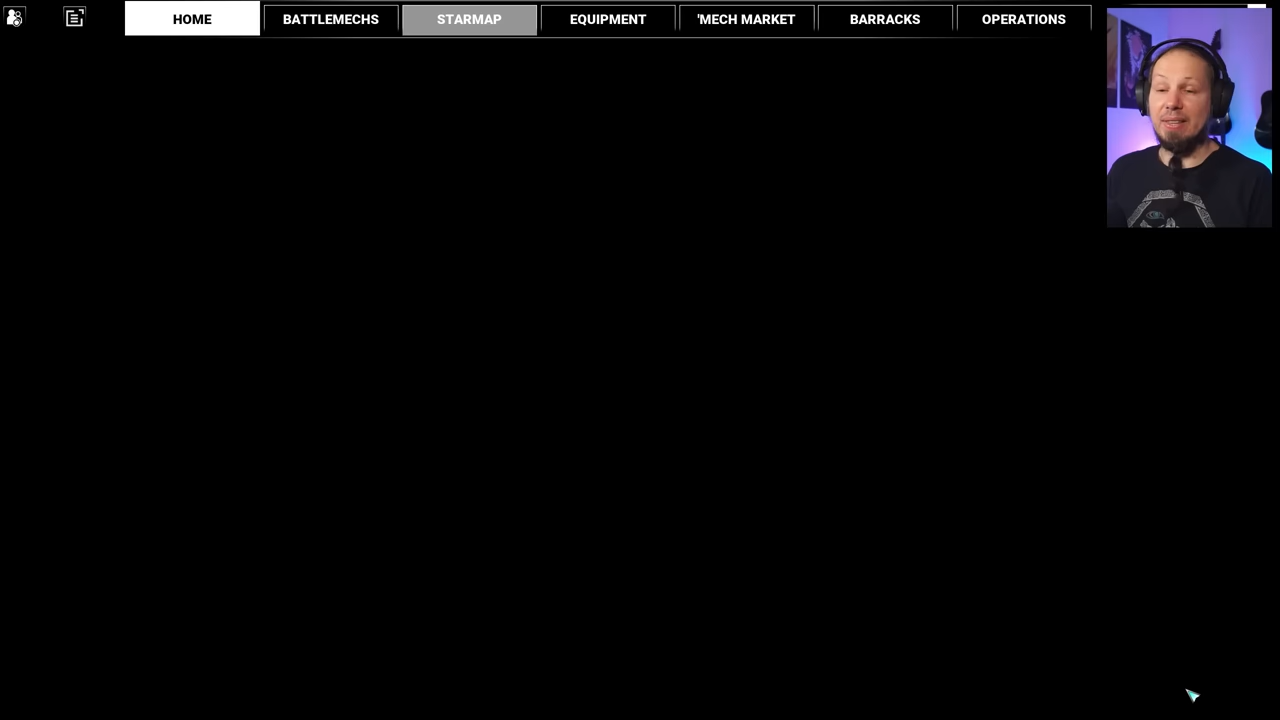 HOME
BATTLEMECHS
STARMAP
EQUIPMENT
'MECH MARKET
BARRACKS
OPERATIONS